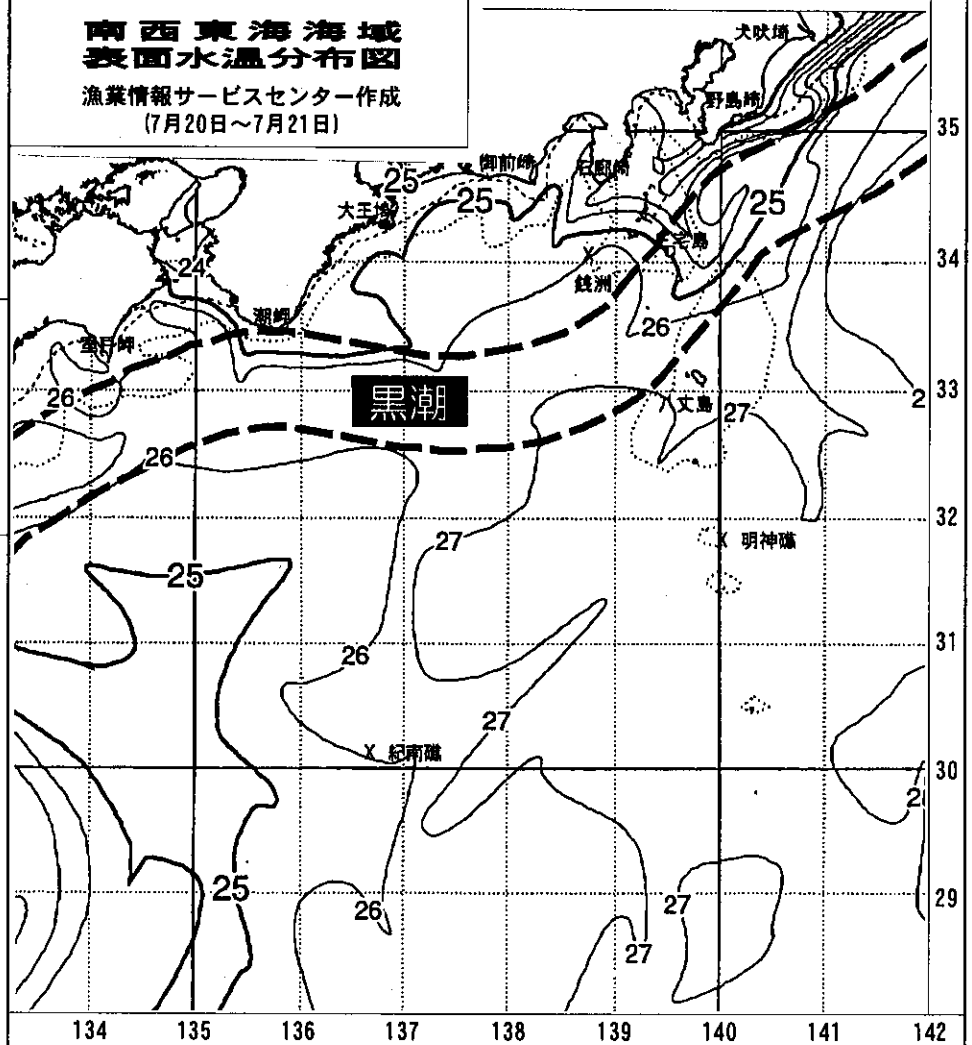 南西東海海域
表面水温分布図
漁業情報サービスセンター作成
(7月20日～7月21日)
犬吠埼
野島崎
35
御前崎
石廊崎
25
大王崎
25
25
三宅島
34
24
銭洲
潮岬
26
室戸岬
26
黒潮
33
八丈島
27
26
32
27
明神礁
25
31
26
27
紀南礁
30
25
29
26
27
27
134 135 136 137 138 139 140 141 142